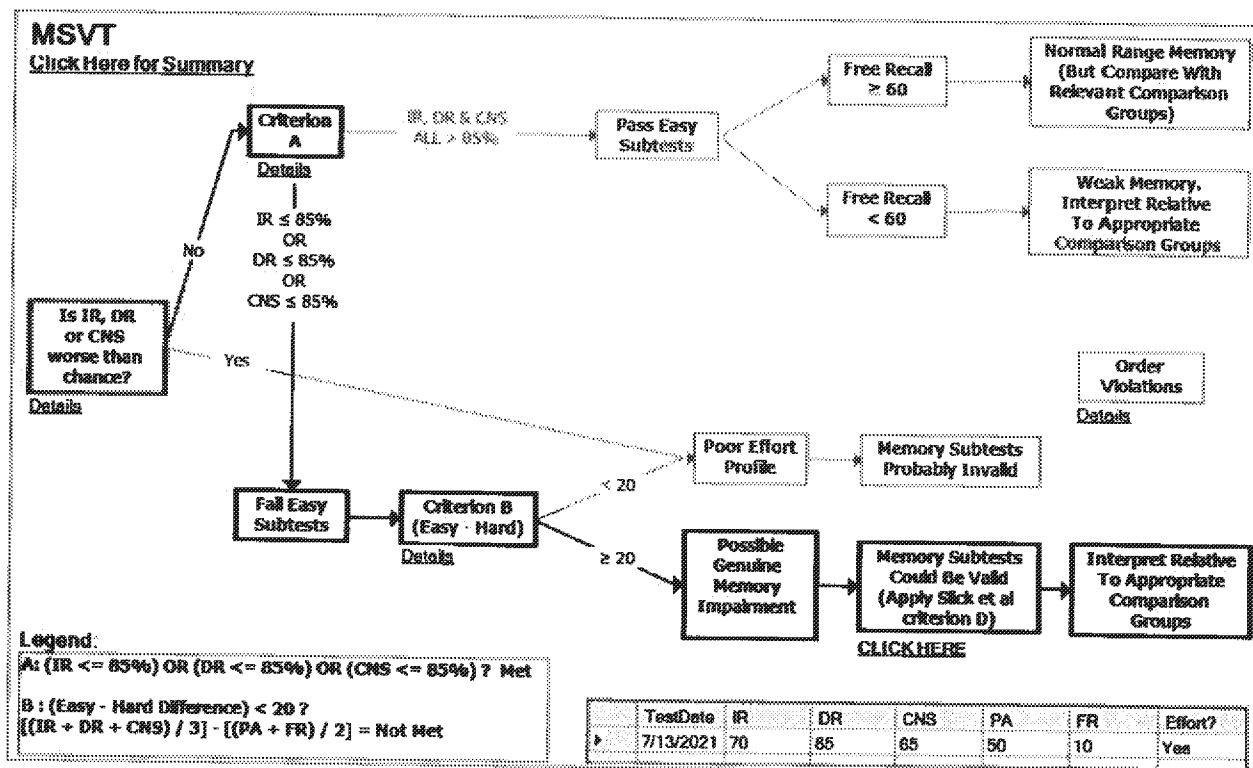 MSVT
Click Here for Summary
Criterion
A
Details
IR, DR & CNS
ALL > 85%
Pass Easy
Subtests
Free Recall
≥ 60
Normal Range Memory
(But Compare With
Relevant Comparison
Groups)
Free Recall
< 60
Weak Memory.
Interpret Relative
To Appropriate
Comparison Groups
No
IR ≤ 85%
OR
DR ≤ 85%
OR
CNS ≤ 85%
Is IR, DR
or CNS
worse than
chance?
Details
Yes
Order
Violations
Details
Poor Effort
Profile
Memory Subtests
Probably Invalid
< 20
Fail Easy
Subtests
Criterion B
(Easy - Hard)
Details
≥ 20
Possible
Genuine
Memory
Impairment
Memory Subtests
Could Be Valid
(Apply Slick et al
criterion D)
CLICK HERE
Interpret Relative
To Appropriate
Comparison
Groups
Legend:
A: (IR <= 85%) OR (DR <= 85%) OR (CNS <= 85%) ? Met
B : (Easy - Hard Difference) < 20 ?
[(IR + DR + CNS) / 3] - [(PA + FR) / 2] = Not Met
TestDate IR DR CNS PA FR Effort?
7/13/2021 70 85 65 50 10 Yes